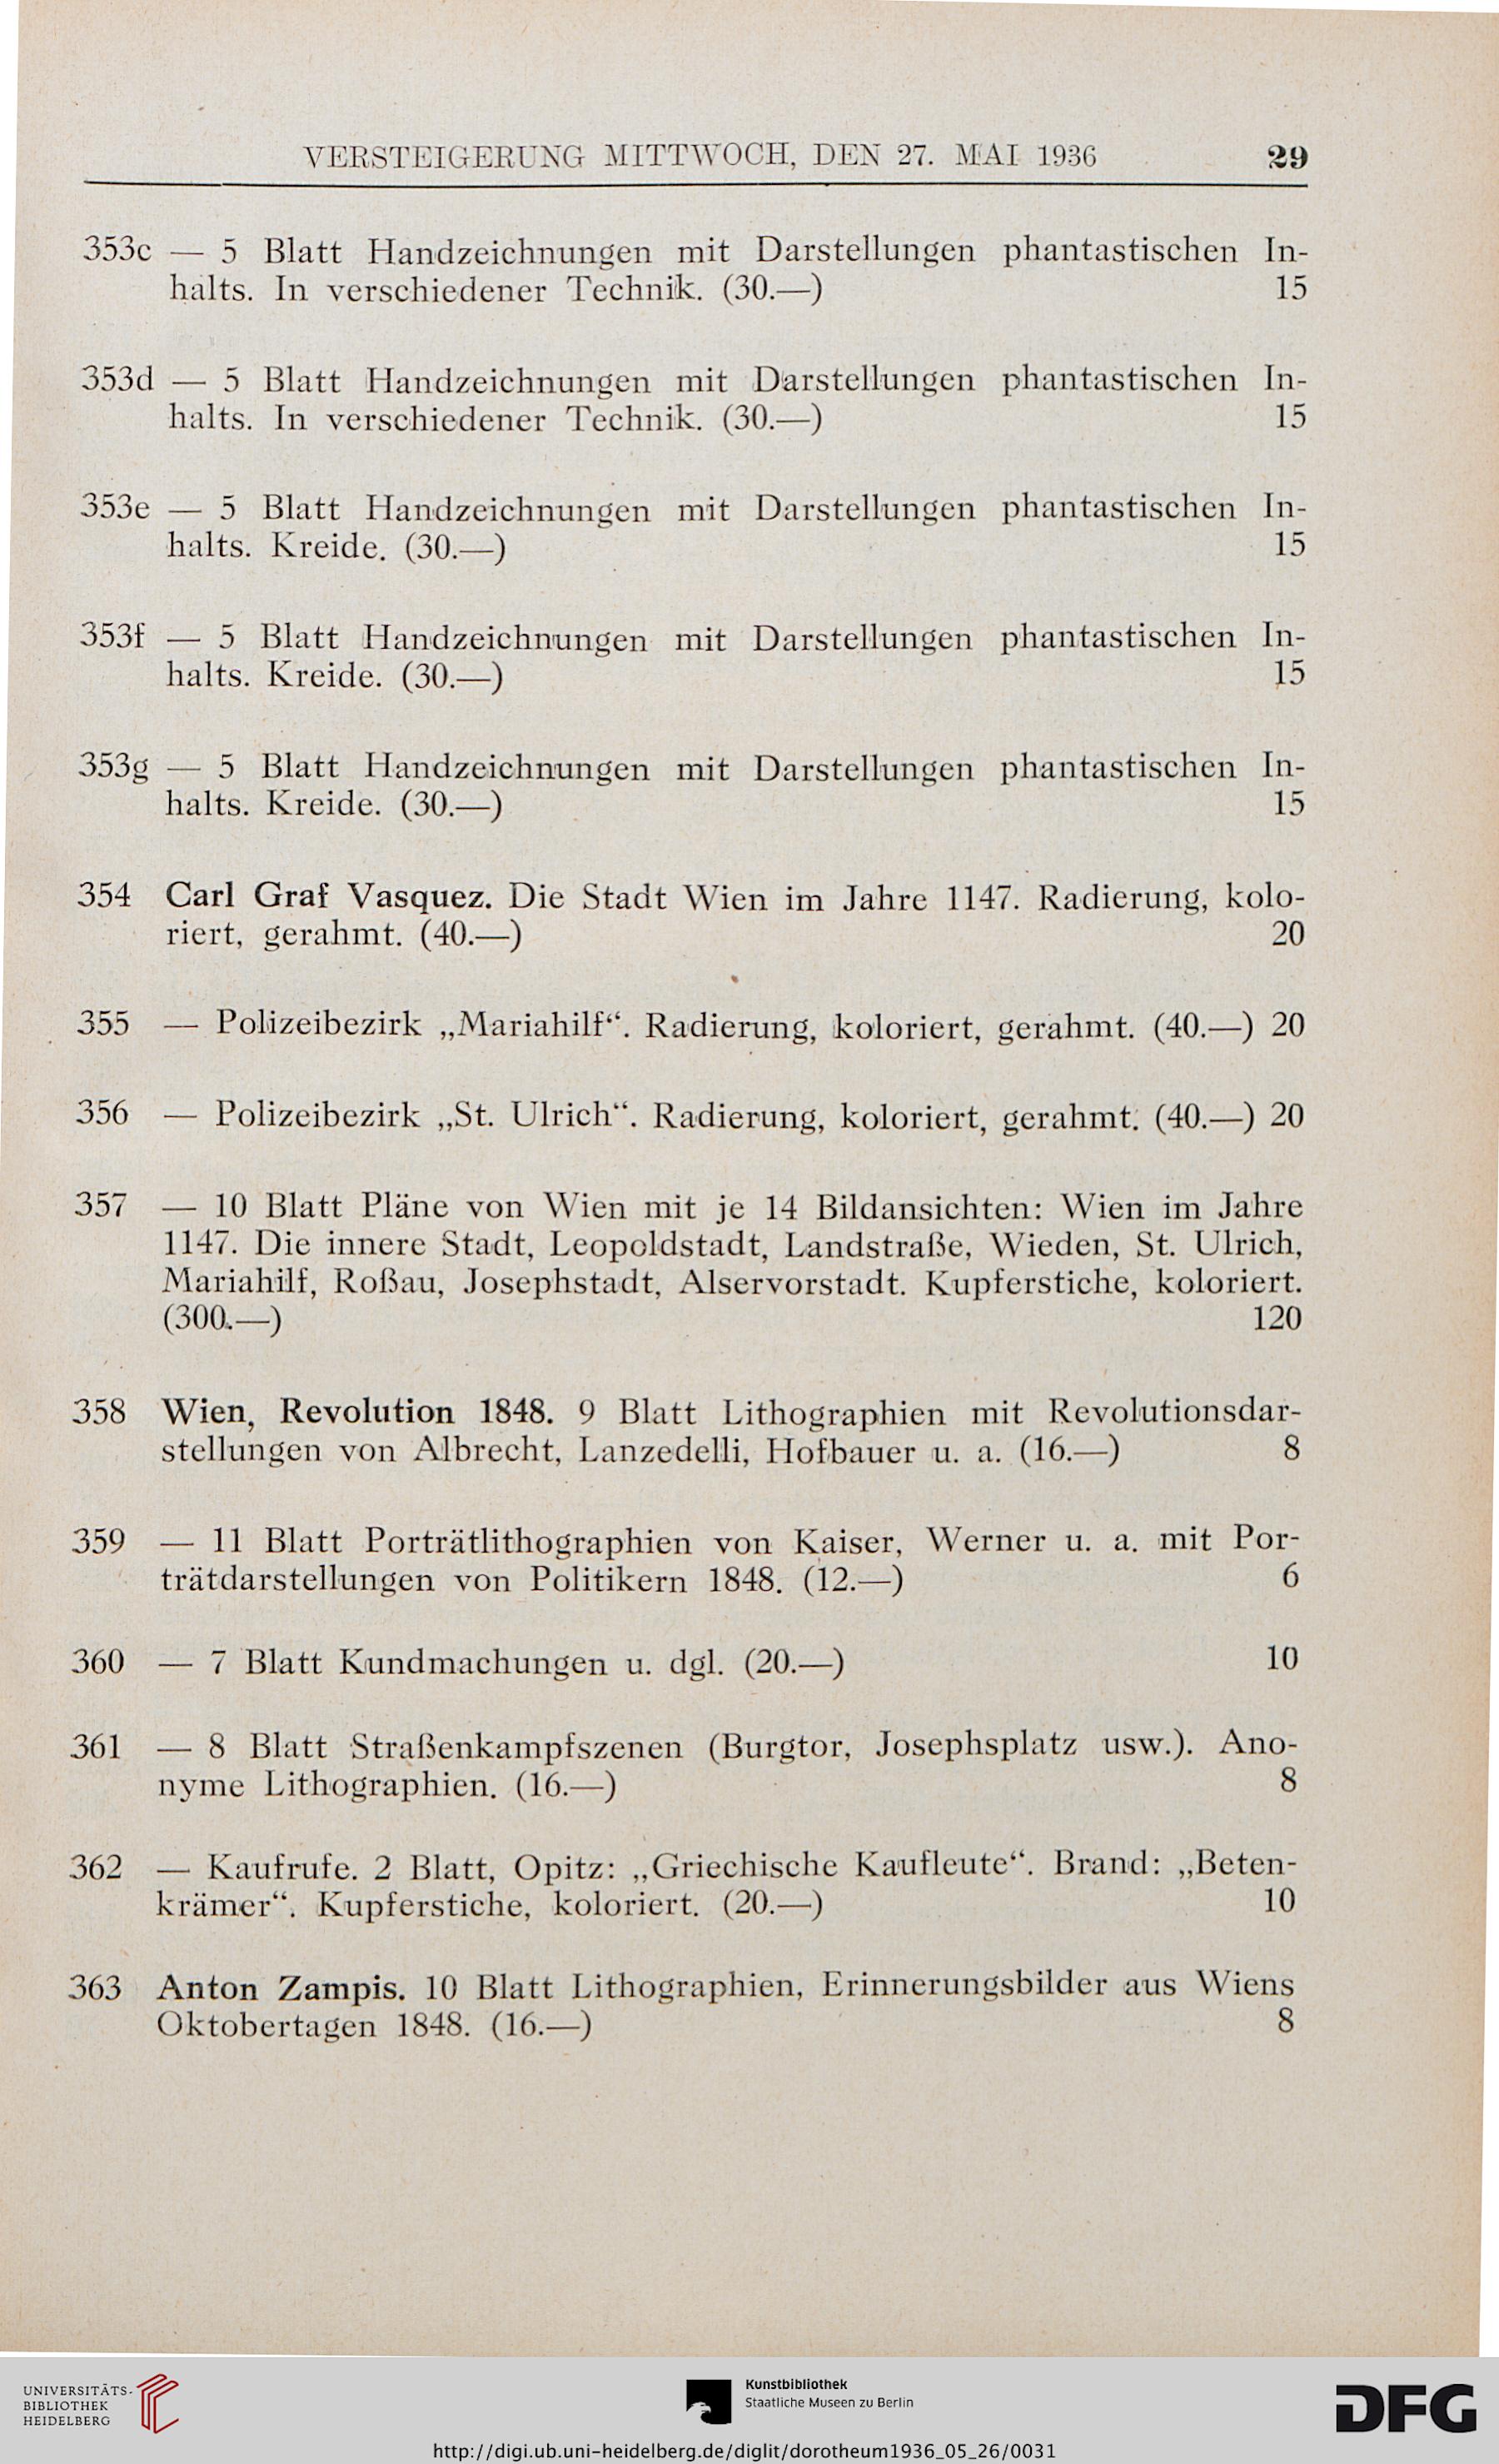 VERSTEIGERUNG MITTWOCH, DEN 27. MAI 1936 29
353c — 5 Blatt Handzeichnungen mit Darstellungen phantastischen In-
halts. In verschiedener Technik. (30.—) 15
353d — 5 Blatt Handzeichnungen mit Darstellungen phantastischen In-
halts. In verschiedener Technik. (30.—) 15
353e — 5 Blatt Handzeichnungen mit Darstellungen phantastischen In-
halts. Kreide. (30.—) 15
353f — 5 Blatt Handzeichnungen mit Darstellungen phantastischen In-
halts. Kreide. (30.—) 15
353g — 5 Blatt Handzeichnungen mit Darstellungen phantastischen In-
halts. Kreide. (30.—) 15
354 Carl Graf Vasquez. Die Stadt Wien im Jahre 1147. Radierung, kolo-
riert, gerahmt. (40.—) 20
355 — Polizeibezirk „Mariahilf“. Radierung, koloriert, gerahmt. (40.—) 20
356 — Polizeibezirk „St. Ulrich“. Radierung, koloriert, gerahmt. (40.—) 20
357 — 10 Blatt Pläne von Wien mit je 14 Bildansichten: Wien im Jahre
1147. Die innere Stadt, Leopoldstadt, Landstraße, Wieden, St. Ulrich,
Mariahilf, Roßau, Josephstadt, Alservorstadt. Kupferstiche, koloriert.
(300.—) 120
358 Wien, Revolution 1848. 9 Blatt Lithographien mit Revolutionsdar-
stellungen von Albrecht, Lanzedelli, Hofbauer u. a. (16.—) 8
359 — 11 Blatt Porträtlithographien von Kaiser, Werner u. a. mit Por-
trätdarstellungen von Politikern 1848. (12.—) 6
360 — 7 Blatt Kundmachungen u. dgl. (20.—) 10
361 — 8 Blatt Straßenkampfszenen (Burgtor, Josephsplatz usw.). Ano-
nyme Lithographien. (16.—) 8
362 — Kaufrufe. 2 Blatt, Opitz: „Griechische Kaufleute“. Brand: „Beten-
krämer“. Kupferstiche, koloriert. (20.—) 10
363 Anton Zampis. 10 Blatt Lithographien, Erinnerungsbilder aus Wiens
Oktobertagen 1848. (16.—) 8
UNIVERSITÄTS-
BIBLIOTHEK
HEIDELBERG
Kunstbibliothek
Staatliche Museen zu Berlin
DFG
http://digi.ub.uni-heidelberg.de/diglit/dorotheum1936_05_26/0031